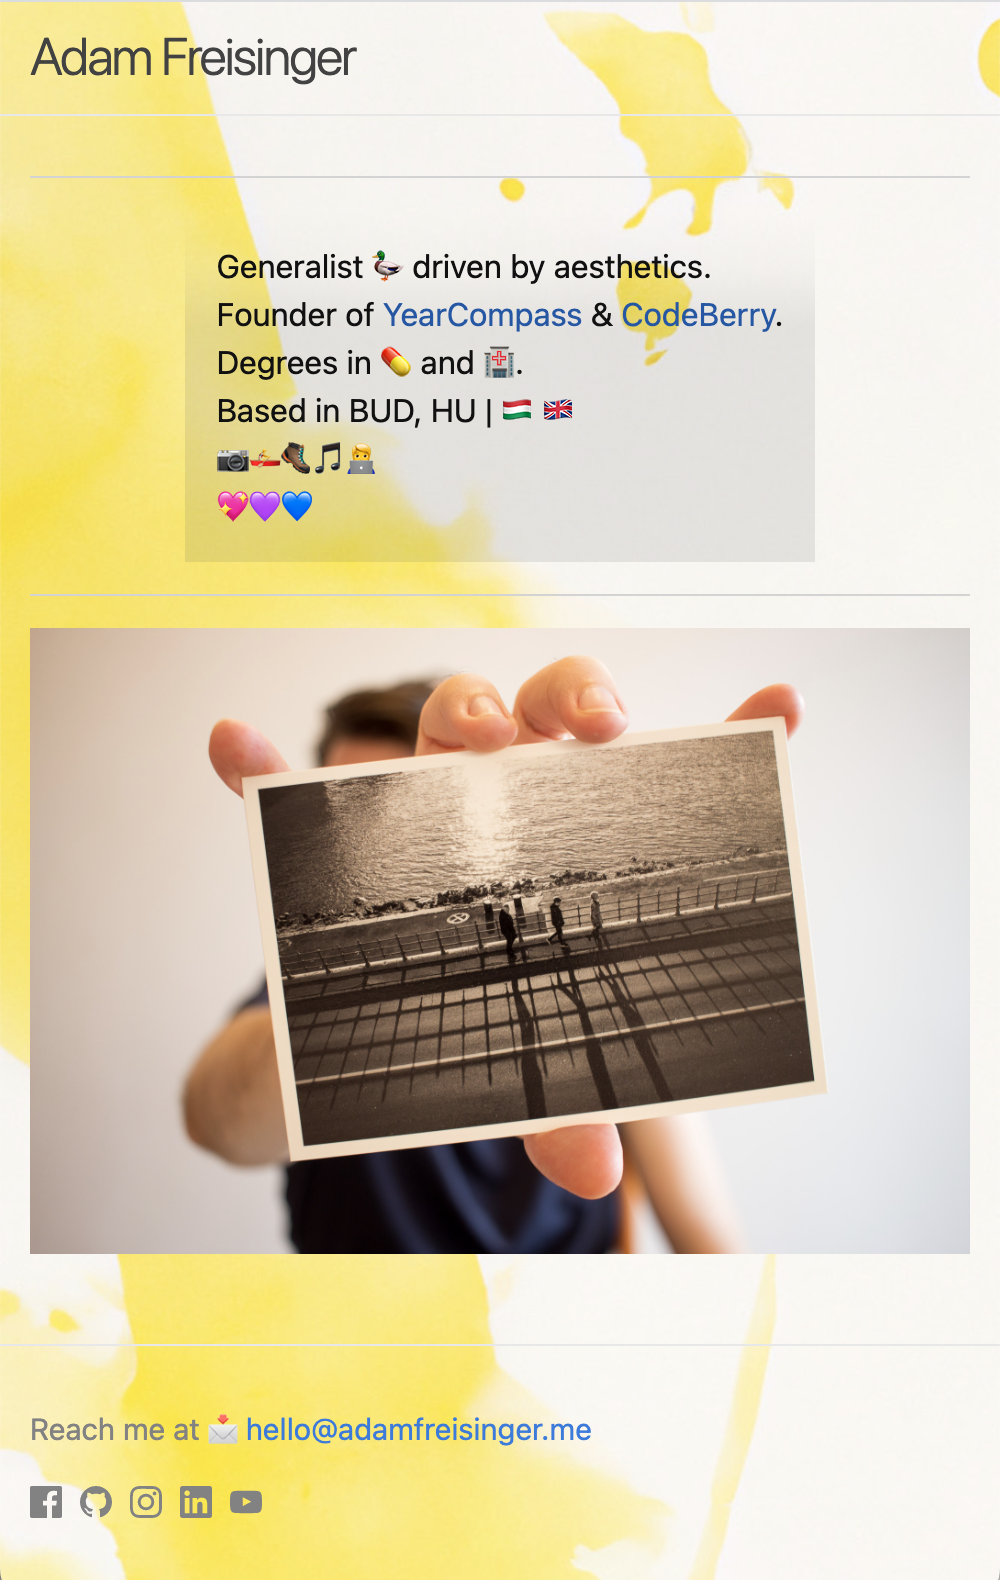 Adam Freisinger
Generalist 🦆 driven by aesthetics.
Founder of YearCompass & CodeBerry.
Degrees in 💊 and 🏥.
Based in BUD, HU | 🇭🇺 🇬🇧
📷🚣🥾🎵🧑‍💻
💖💜💙
Reach me at 📩 hello@adamfreisinger.me